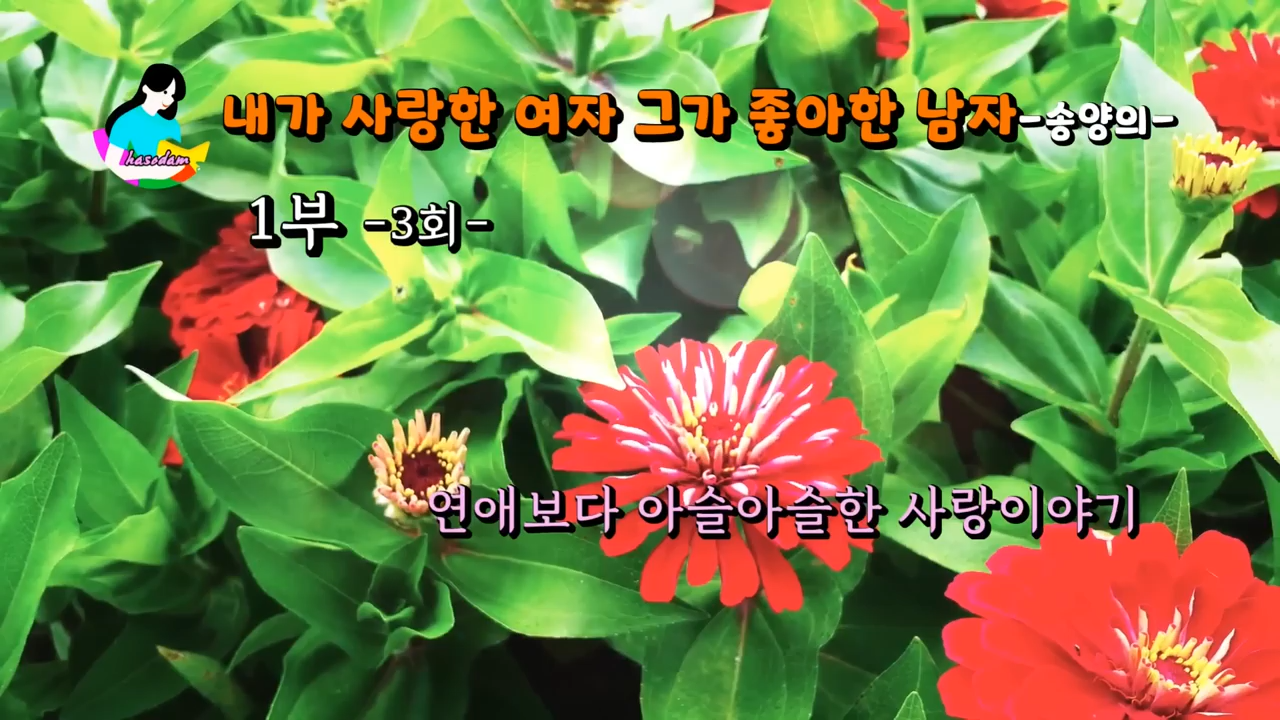 내가 사랑한 여자 그가 좋아한 남자-송양의-
hasodam
1부 -3회-
연애보다 아슬아슬한 사랑이야기